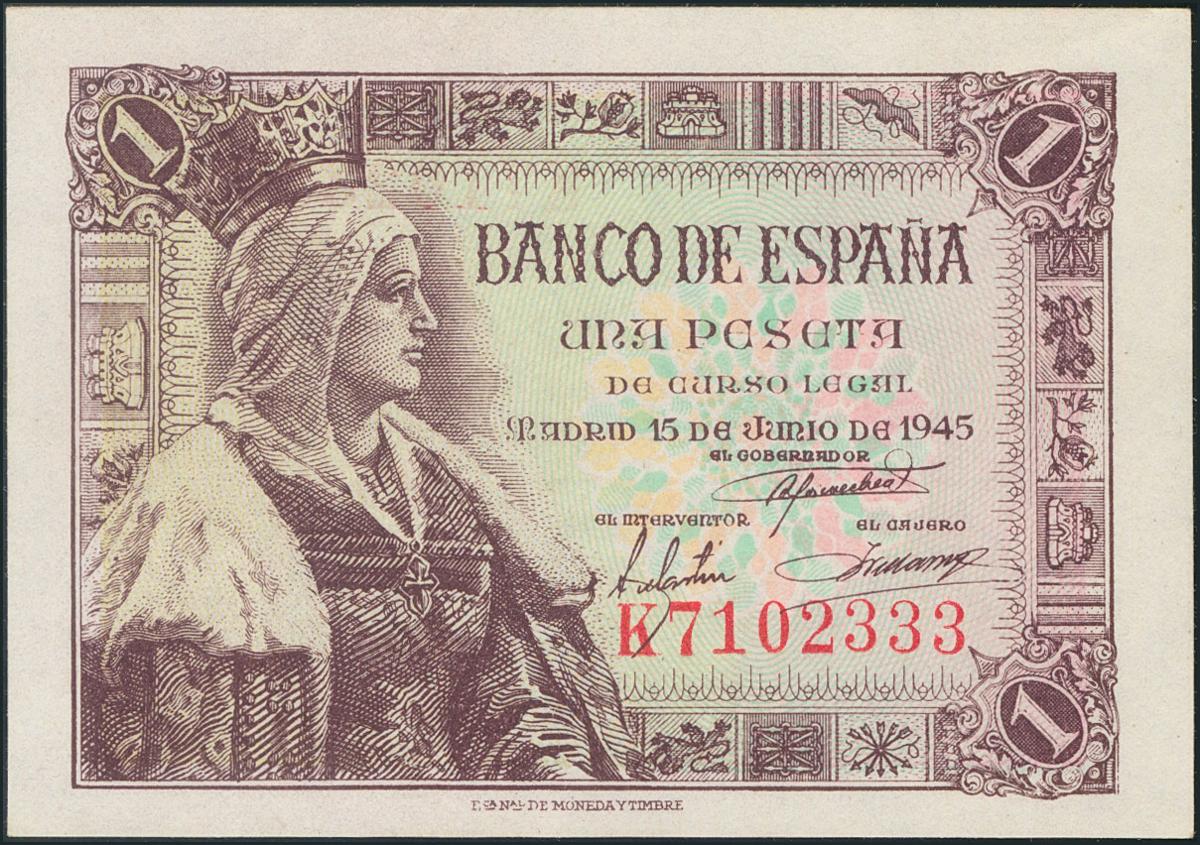 1
1
BANCO DE ESPAÑA
UNA PESETA
DE CURSO LEGAL
MADRID 15 DE JUNIO DE 1945
EL GOBERNADOR
EL INTERVENTOR EL CAJERO
K7102333
1
F.CA NAL DE MONEDA Y TIMBRE